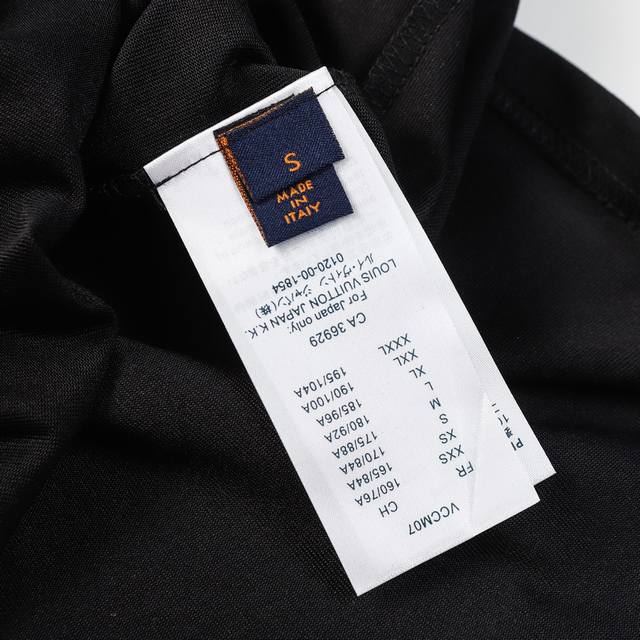 S
MADE
IN
ITALY
VCCM07
FR CH
XXS 160/76A
XS 165/84A
S 170/84A
M 175/88A
L 180/92A
XL 185/96A
XXL 190/100A
XXXL 195/104A
CA 36929
For Japan only:
LOUIS VUITTON JAPAN K.K.
ルイ・ヴィトン ジャパン(株)
0120-00-1854